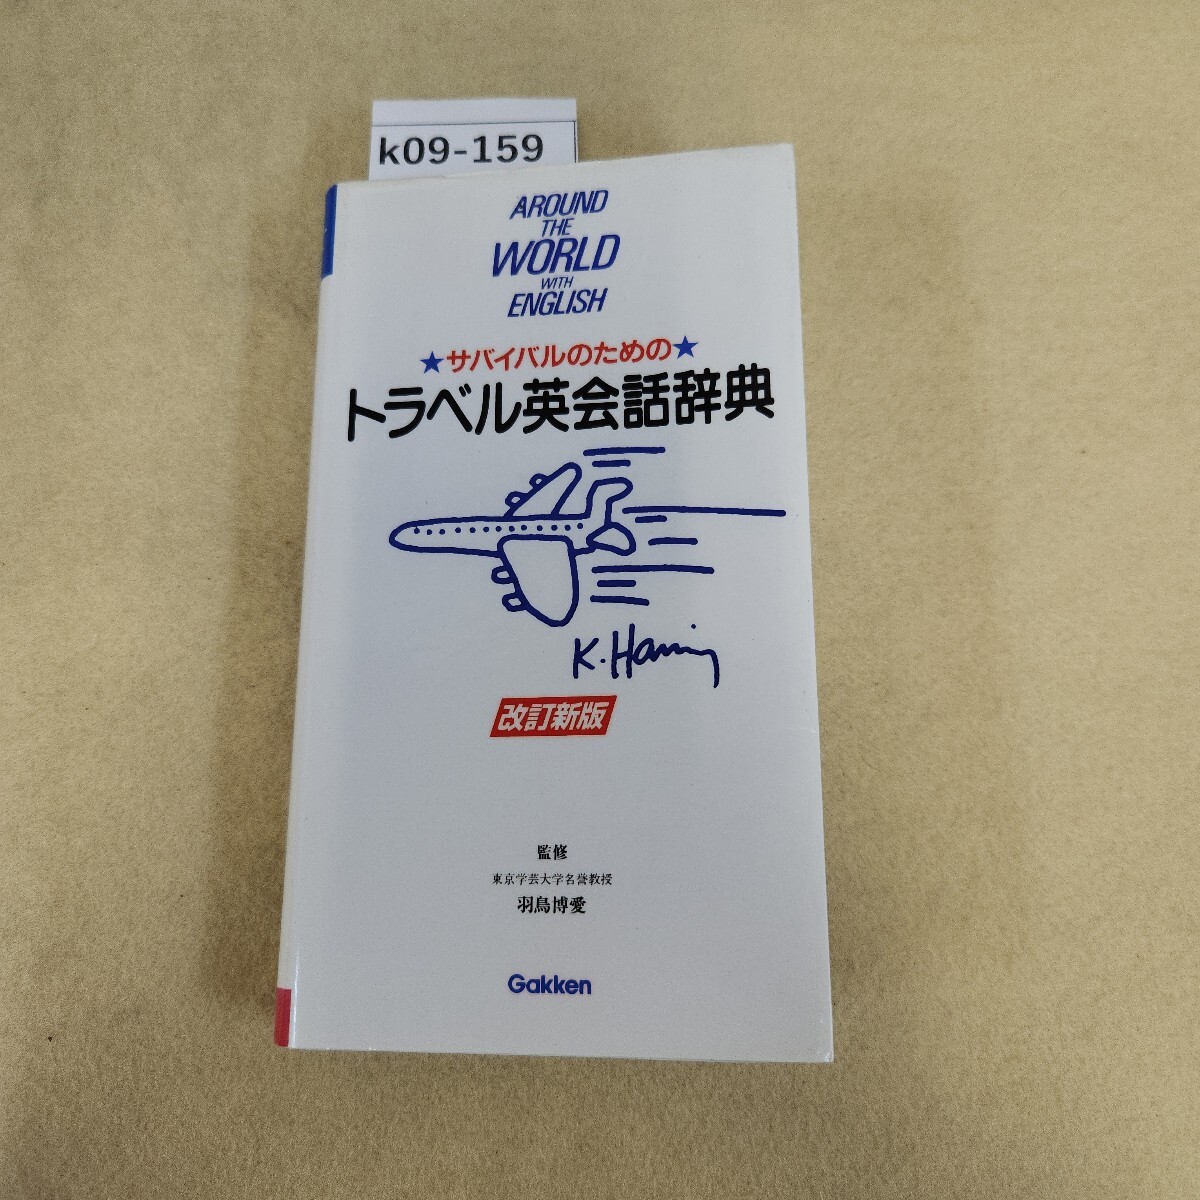 k09-159
AROUND
THE
WORLD
WITH
ENGLISH
★サバイバルのための★
トラベル英会話辞典
K.Haring
改訂新版
監修
東京学芸大学名誉教授
羽鳥博愛
Gakken